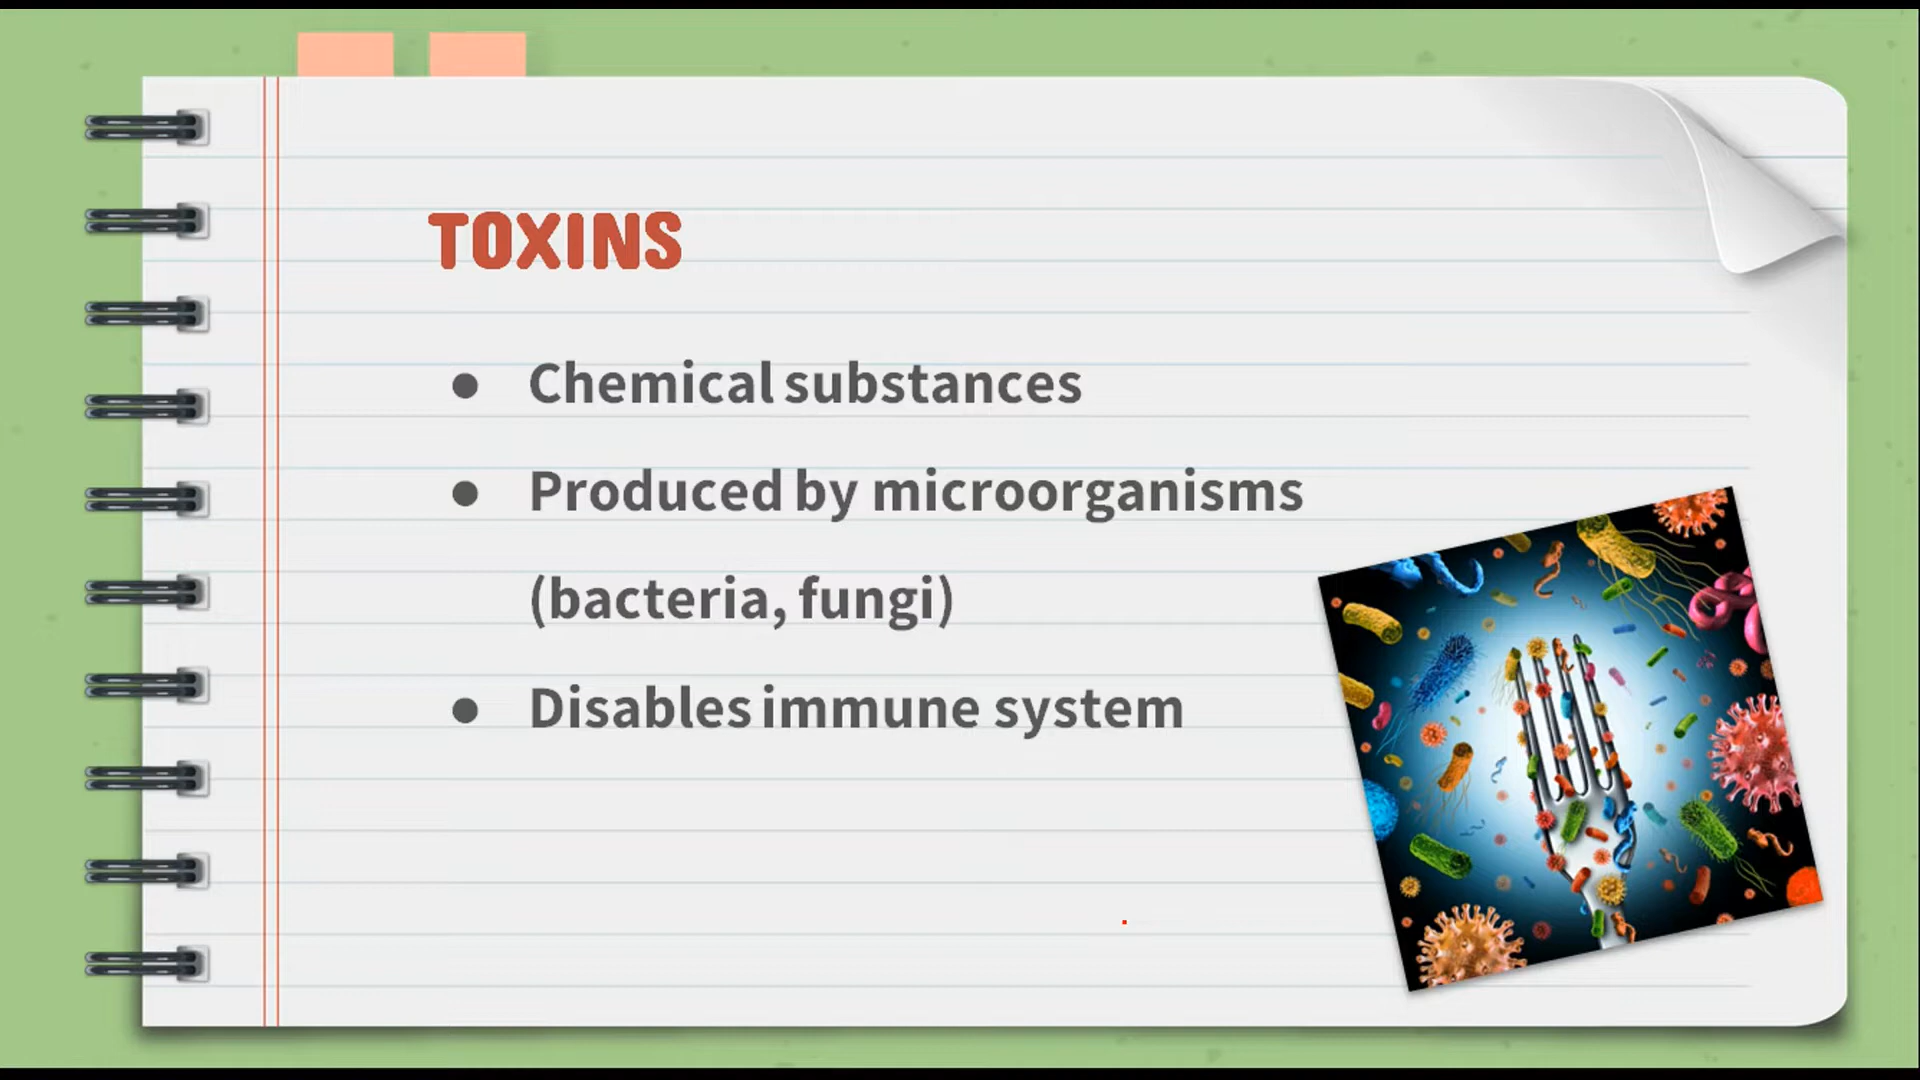 TOXINS
● Chemical substances
● Produced by microorganisms
(bacteria, fungi)
● Disables immune system